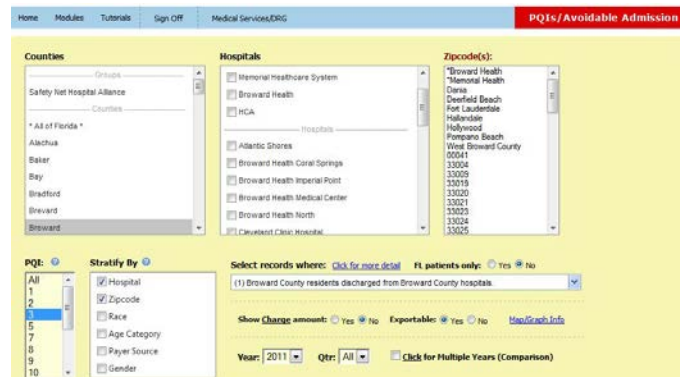 Home Modules Tutorials Sign Off Medical Services/DRG PQIs/Avoidable Admission
Counties
Groups
Safety Net Hospital Alliance
Counties
* All of Florida *
Alachua
Baker
Bay
Bradford
Brevard
Broward
Hospitals
Memorial Healthcare System
Broward Health
HCA
Hospitals
Atlantic Shores
Broward Health Coral Springs
Broward Health Imperial Point
Broward Health Medical Center
Broward Health North
Cleveland Clinic Hospital
Zipcode(s):
*Broward Health
*Memorial Health
Dania
Deerfield Beach
Fort Lauderdale
Hallandale
Hollywood
Pompano Beach
West Broward County
00041
33004
33009
33019
33020
33021
33023
33024
33025
PQI:
All
1
2
3
5
7
8
9
10
Stratify By
Hospital
Zipcode
Race
Age Category
Payer Source
Gender
Select records where: Click for more detail FL patients only: Yes No
(1) Broward County residents discharged from Broward County hospitals.
Show Charge amount: Yes No Exportable: Yes No Map/Graph Info
Year: 2011 Qtr: All Click for Multiple Years (Comparison)